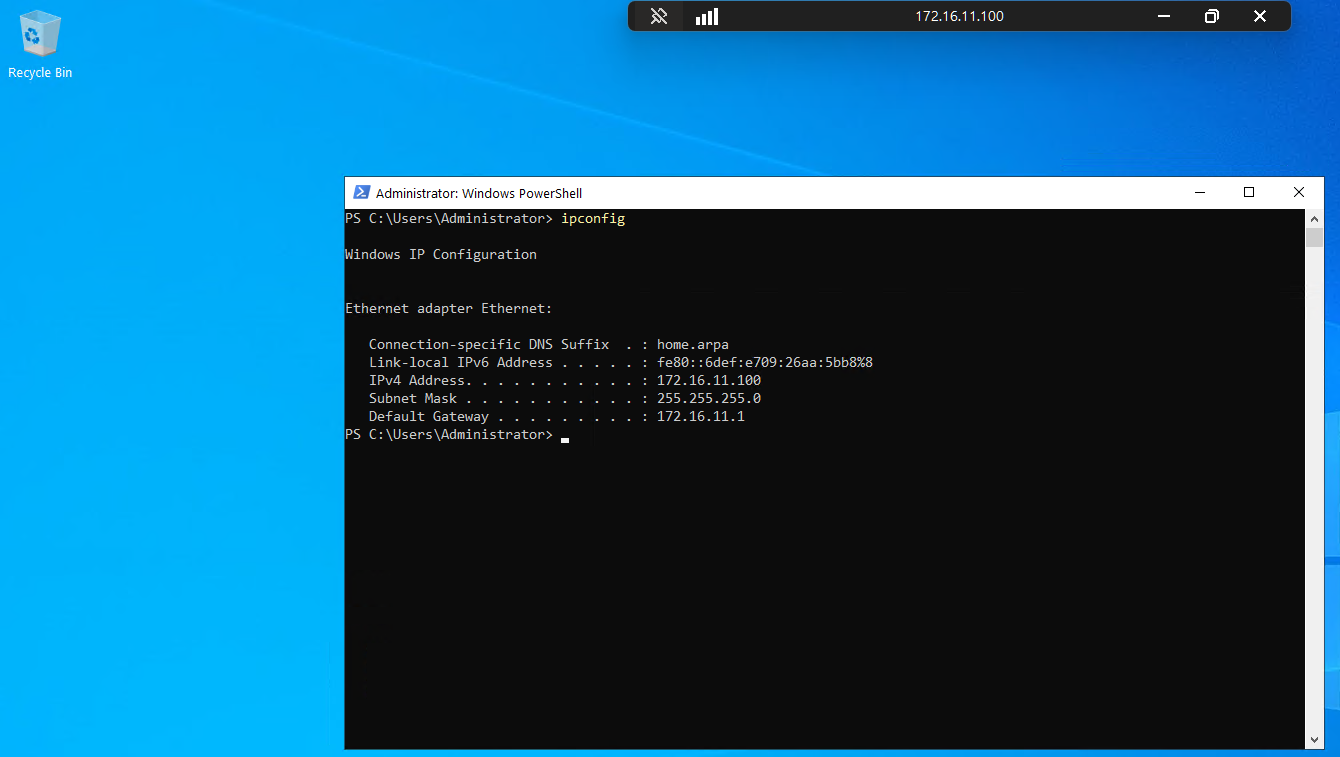 172.16.11.100
Recycle Bin
Administrator: Windows PowerShell
PS C:\Users\Administrator> ipconfig
Windows IP Configuration
Ethernet adapter Ethernet:
Connection-specific DNS Suffix  . : home.arpa
Link-local IPv6 Address . . . . . : fe80::6def:e709:26aa:5bb8%8
IPv4 Address. . . . . . . . . . . : 172.16.11.100
Subnet Mask . . . . . . . . . . . : 255.255.255.0
Default Gateway . . . . . . . . . : 172.16.11.1
PS C:\Users\Administrator>